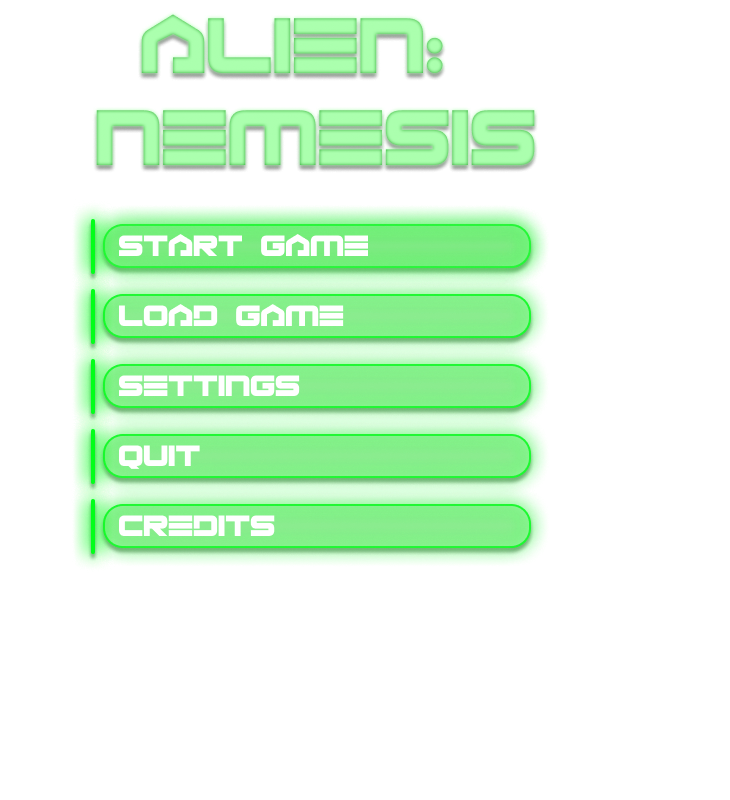 ALIEN:
NEMESIS
START GAME
LOAD GAME
SETTINGS
QUIT
CREDITS